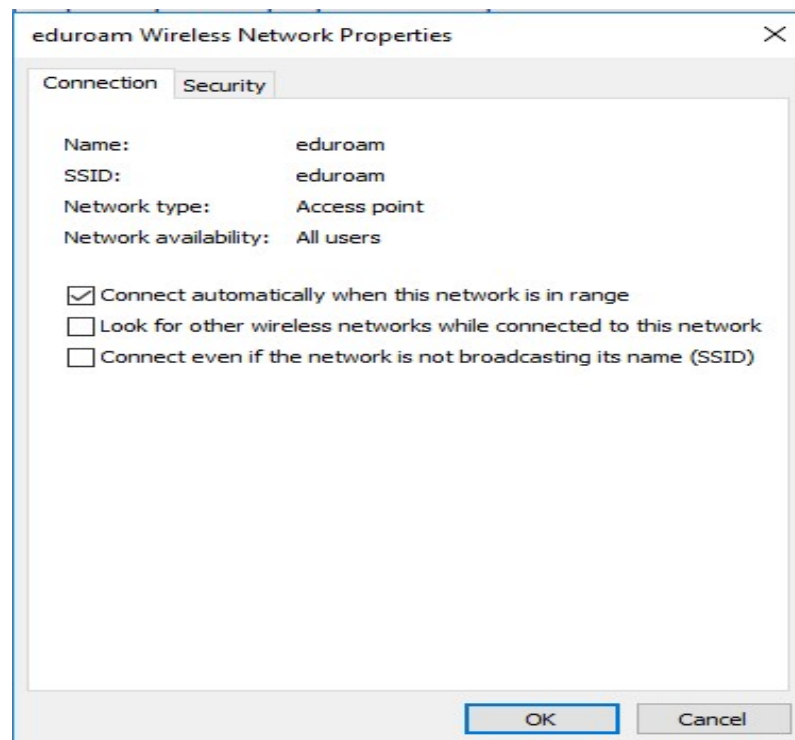 eduroam Wireless Network Properties
Connection Security
Name: eduroam
SSID: eduroam
Network type: Access point
Network availability: All users
Connect automatically when this network is in range
Look for other wireless networks while connected to this network
Connect even if the network is not broadcasting its name (SSID)
OK Cancel